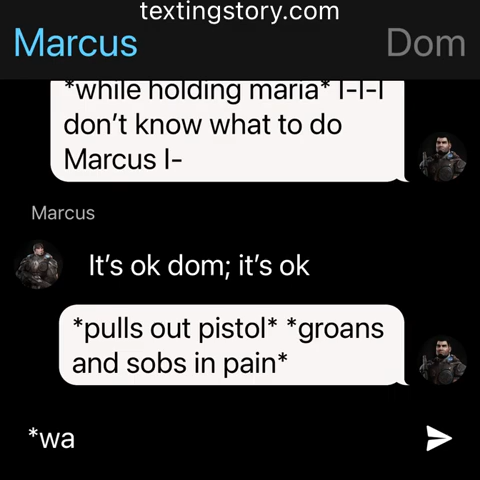 textingstory.com
Marcus Dom
*while holding maria* I-I-I
don't know what to do
Marcus I-
Marcus
It's ok dom; it's ok
*pulls out pistol* *groans
and sobs in pain*
*wa